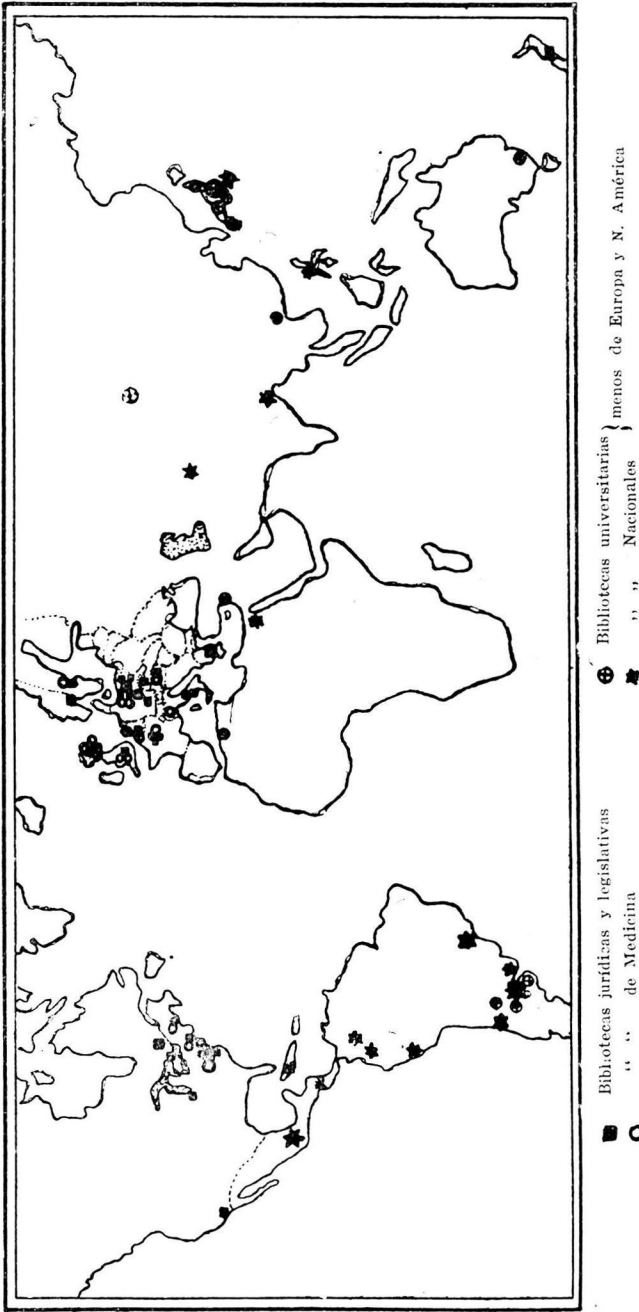 Bibliotecas jurídicas y legislativas
" " de Medicina
Bibliotecas universitarias } menos de Europa y N. América
" " Nacionales